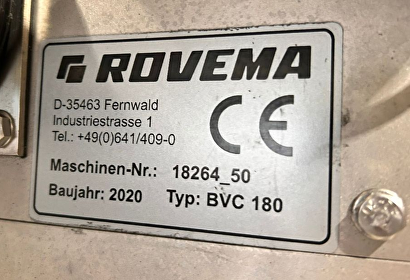 ROVEMA
D-35463 Fernwald
Industriestrasse 1
Tel.: +49(0)641/409-0
CE
Maschinen-Nr.: 18264_50
Baujahr: 2020 Typ: BVC 180